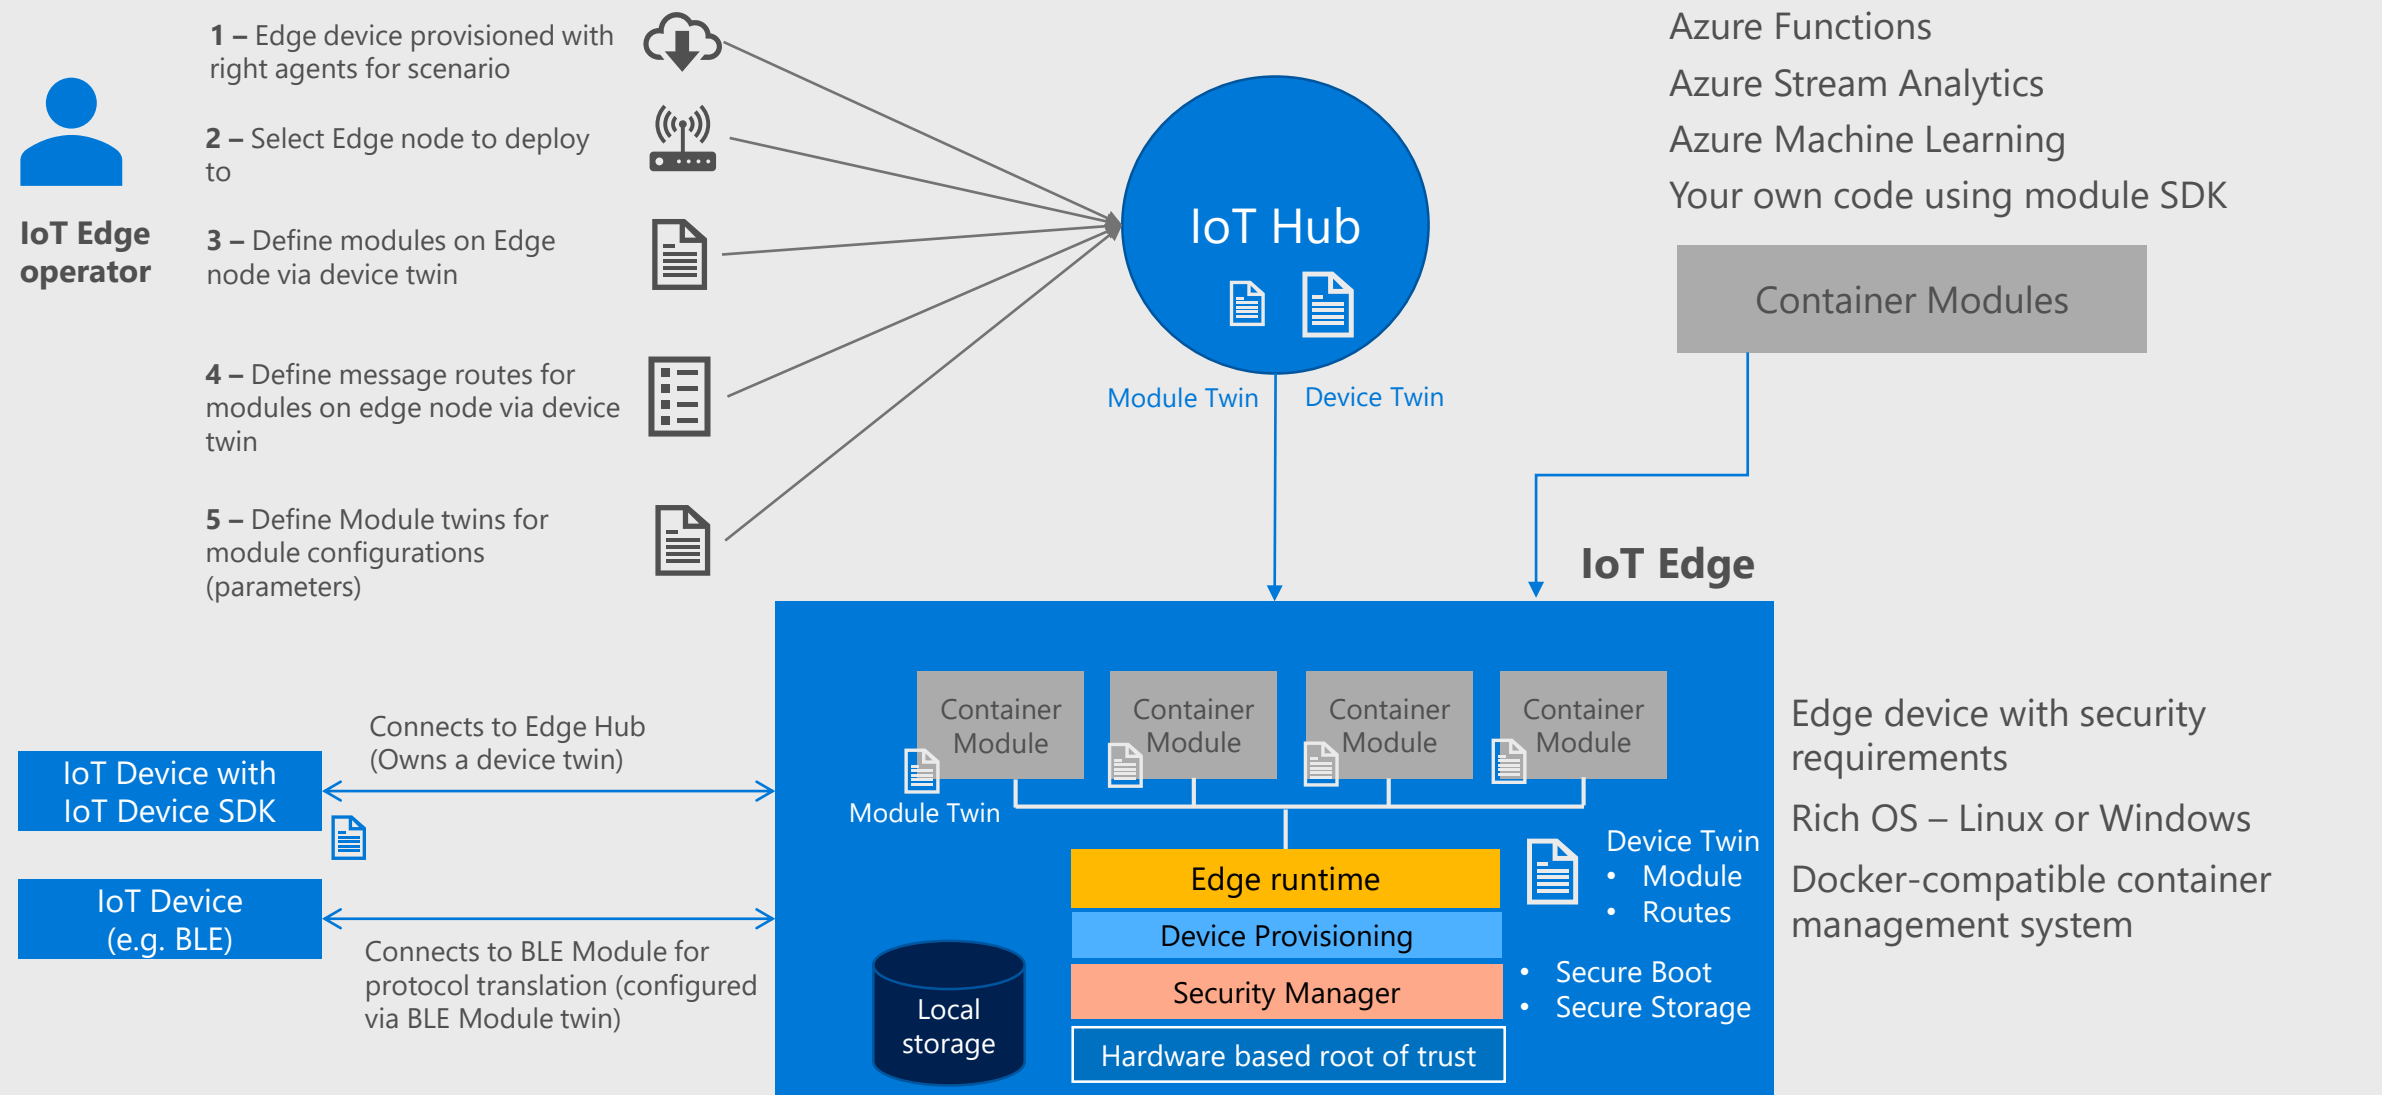 1 – Edge device provisioned with
right agents for scenario
IoT Edge
operator
2 – Select Edge node to deploy
to
3 – Define modules on Edge
node via device twin
4 – Define message routes for
modules on edge node via device
twin
5 – Define Module twins for
module configurations
(parameters)
IoT Hub
Module Twin
Device Twin
Azure Functions
Azure Stream Analytics
Azure Machine Learning
Your own code using module SDK
Container Modules
IoT Edge
Container
Module
Container
Module
Container
Module
Container
Module
Module Twin
Edge runtime
Device Provisioning
Security Manager
Hardware based root of trust
Local
storage
Device Twin
• Module
• Routes
• Secure Boot
• Secure Storage
Connects to Edge Hub
(Owns a device twin)
IoT Device with
IoT Device SDK
IoT Device
(e.g. BLE)
Connects to BLE Module for
protocol translation (configured
via BLE Module twin)
Edge device with security
requirements
Rich OS – Linux or Windows
Docker-compatible container
management system